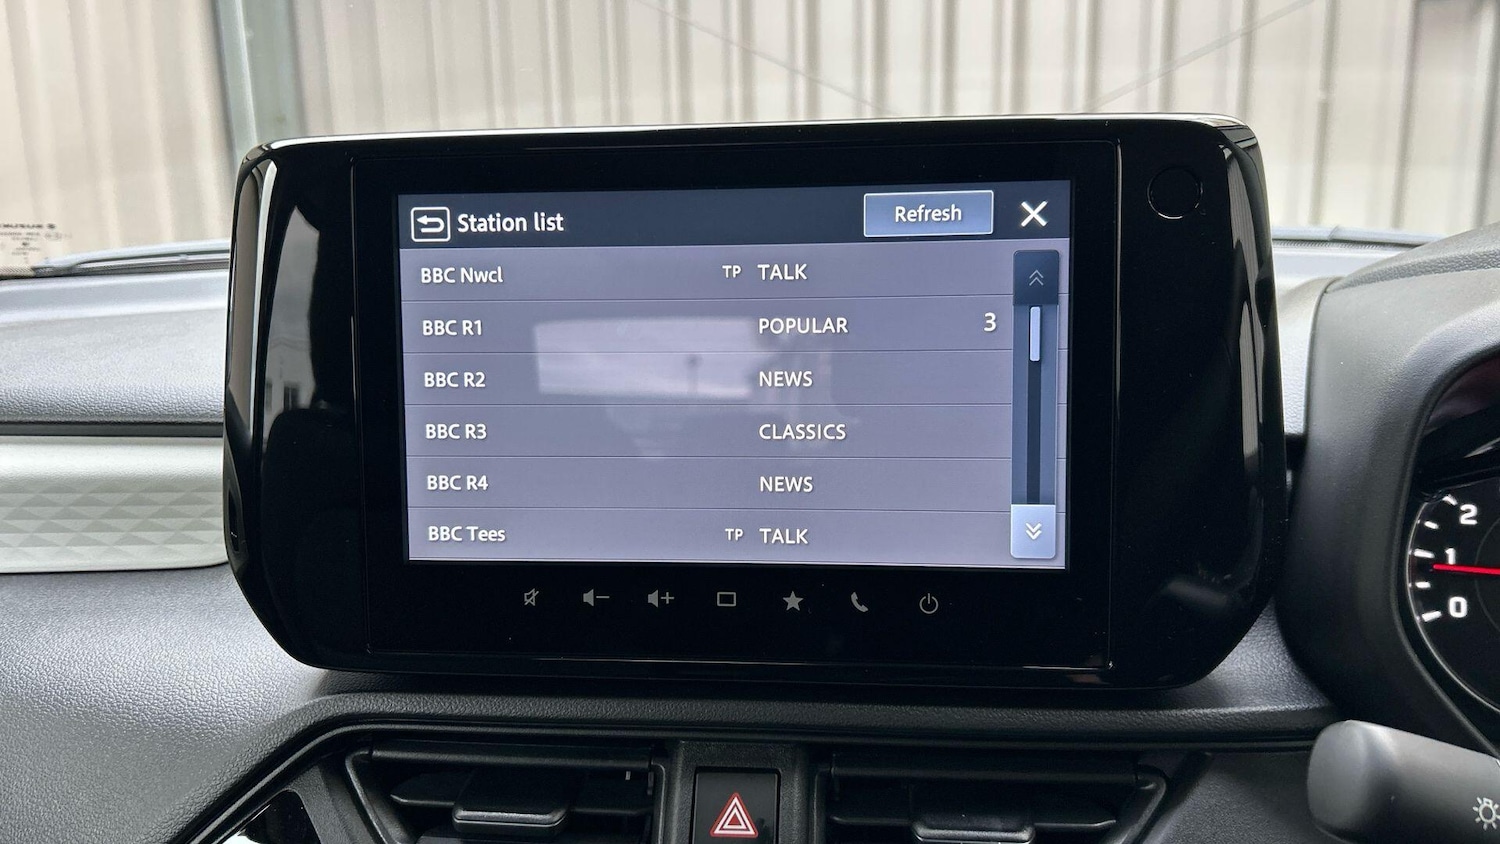 Station list Refresh
BBC Nwcl TP TALK
BBC R1 POPULAR 3
BBC R2 NEWS
BBC R3 CLASSICS
BBC R4 NEWS
BBC Tees TP TALK
2
1
0